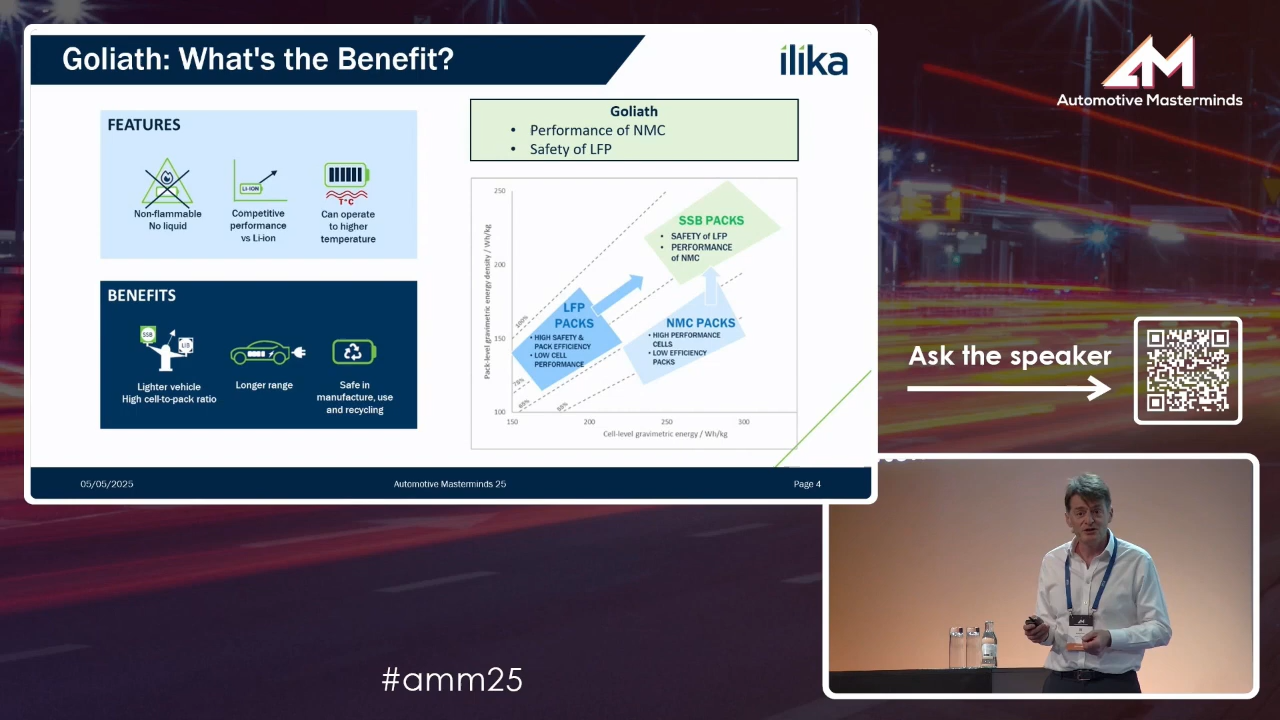 Goliath: What's the Benefit?
ilika
FEATURES
LI-ION
T°C
Non-flammable
No liquid
Competitive
performance
vs Li-ion
Can operate
to higher
temperature
BENEFITS
SSB
LIB
Lighter vehicle
High cell-to-pack ratio
Longer range
Safe in
manufacture, use
and recycling
Goliath
• Performance of NMC
• Safety of LFP
Pack-level gravimetric energy density / Wh/kg
250
200
150
100
SSB PACKS
• SAFETY of LFP
• PERFORMANCE
of NMC
LFP
PACKS
• HIGH SAFETY &
PACK EFFICIENCY
• LOW CELL
PERFORMANCE
NMC PACKS
• HIGH PERFORMANCE
CELLS
• LOW EFFICIENCY
PACKS
100%
75%
65%
55%
150
200
250
300
Cell-level gravimetric energy / Wh/kg
05/05/2025
Automotive Masterminds 25
Page 4
AM
Automotive Masterminds
Ask the speaker
#amm25